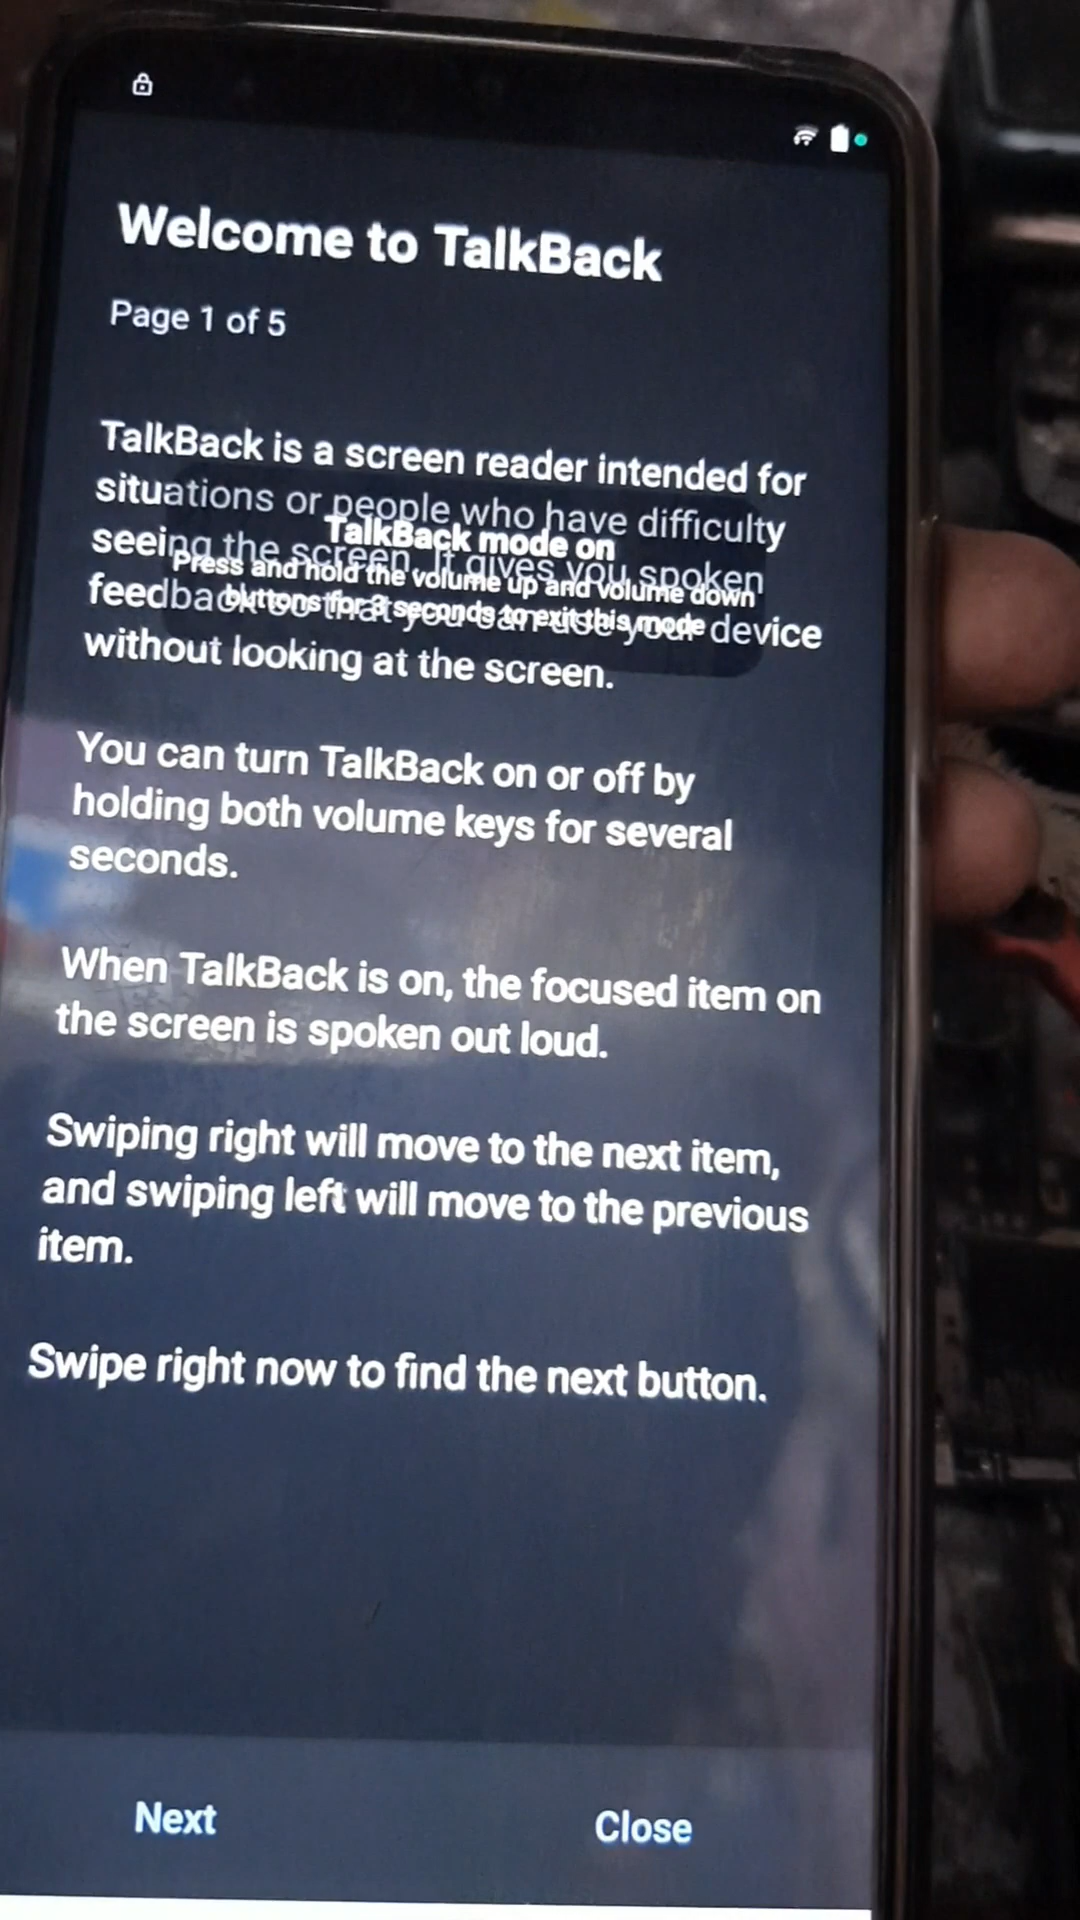 Welcome to TalkBack
Page 1 of 5
TalkBack is a screen reader intended for
situations or people who have difficulty
seeing the screen. It gives you spoken
feedback so that you can use your device
without looking at the screen.
TalkBack mode on
Press and hold the volume up and volume down
buttons for 3 seconds to exit this mode
You can turn TalkBack on or off by
holding both volume keys for several
seconds.
When TalkBack is on, the focused item on
the screen is spoken out loud.
Swiping right will move to the next item,
and swiping left will move to the previous
item.
Swipe right now to find the next button.
Next
Close